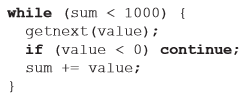 while (sum < 1000) {
  getnext(value);
  if (value < 0) continue;
  sum += value;
}